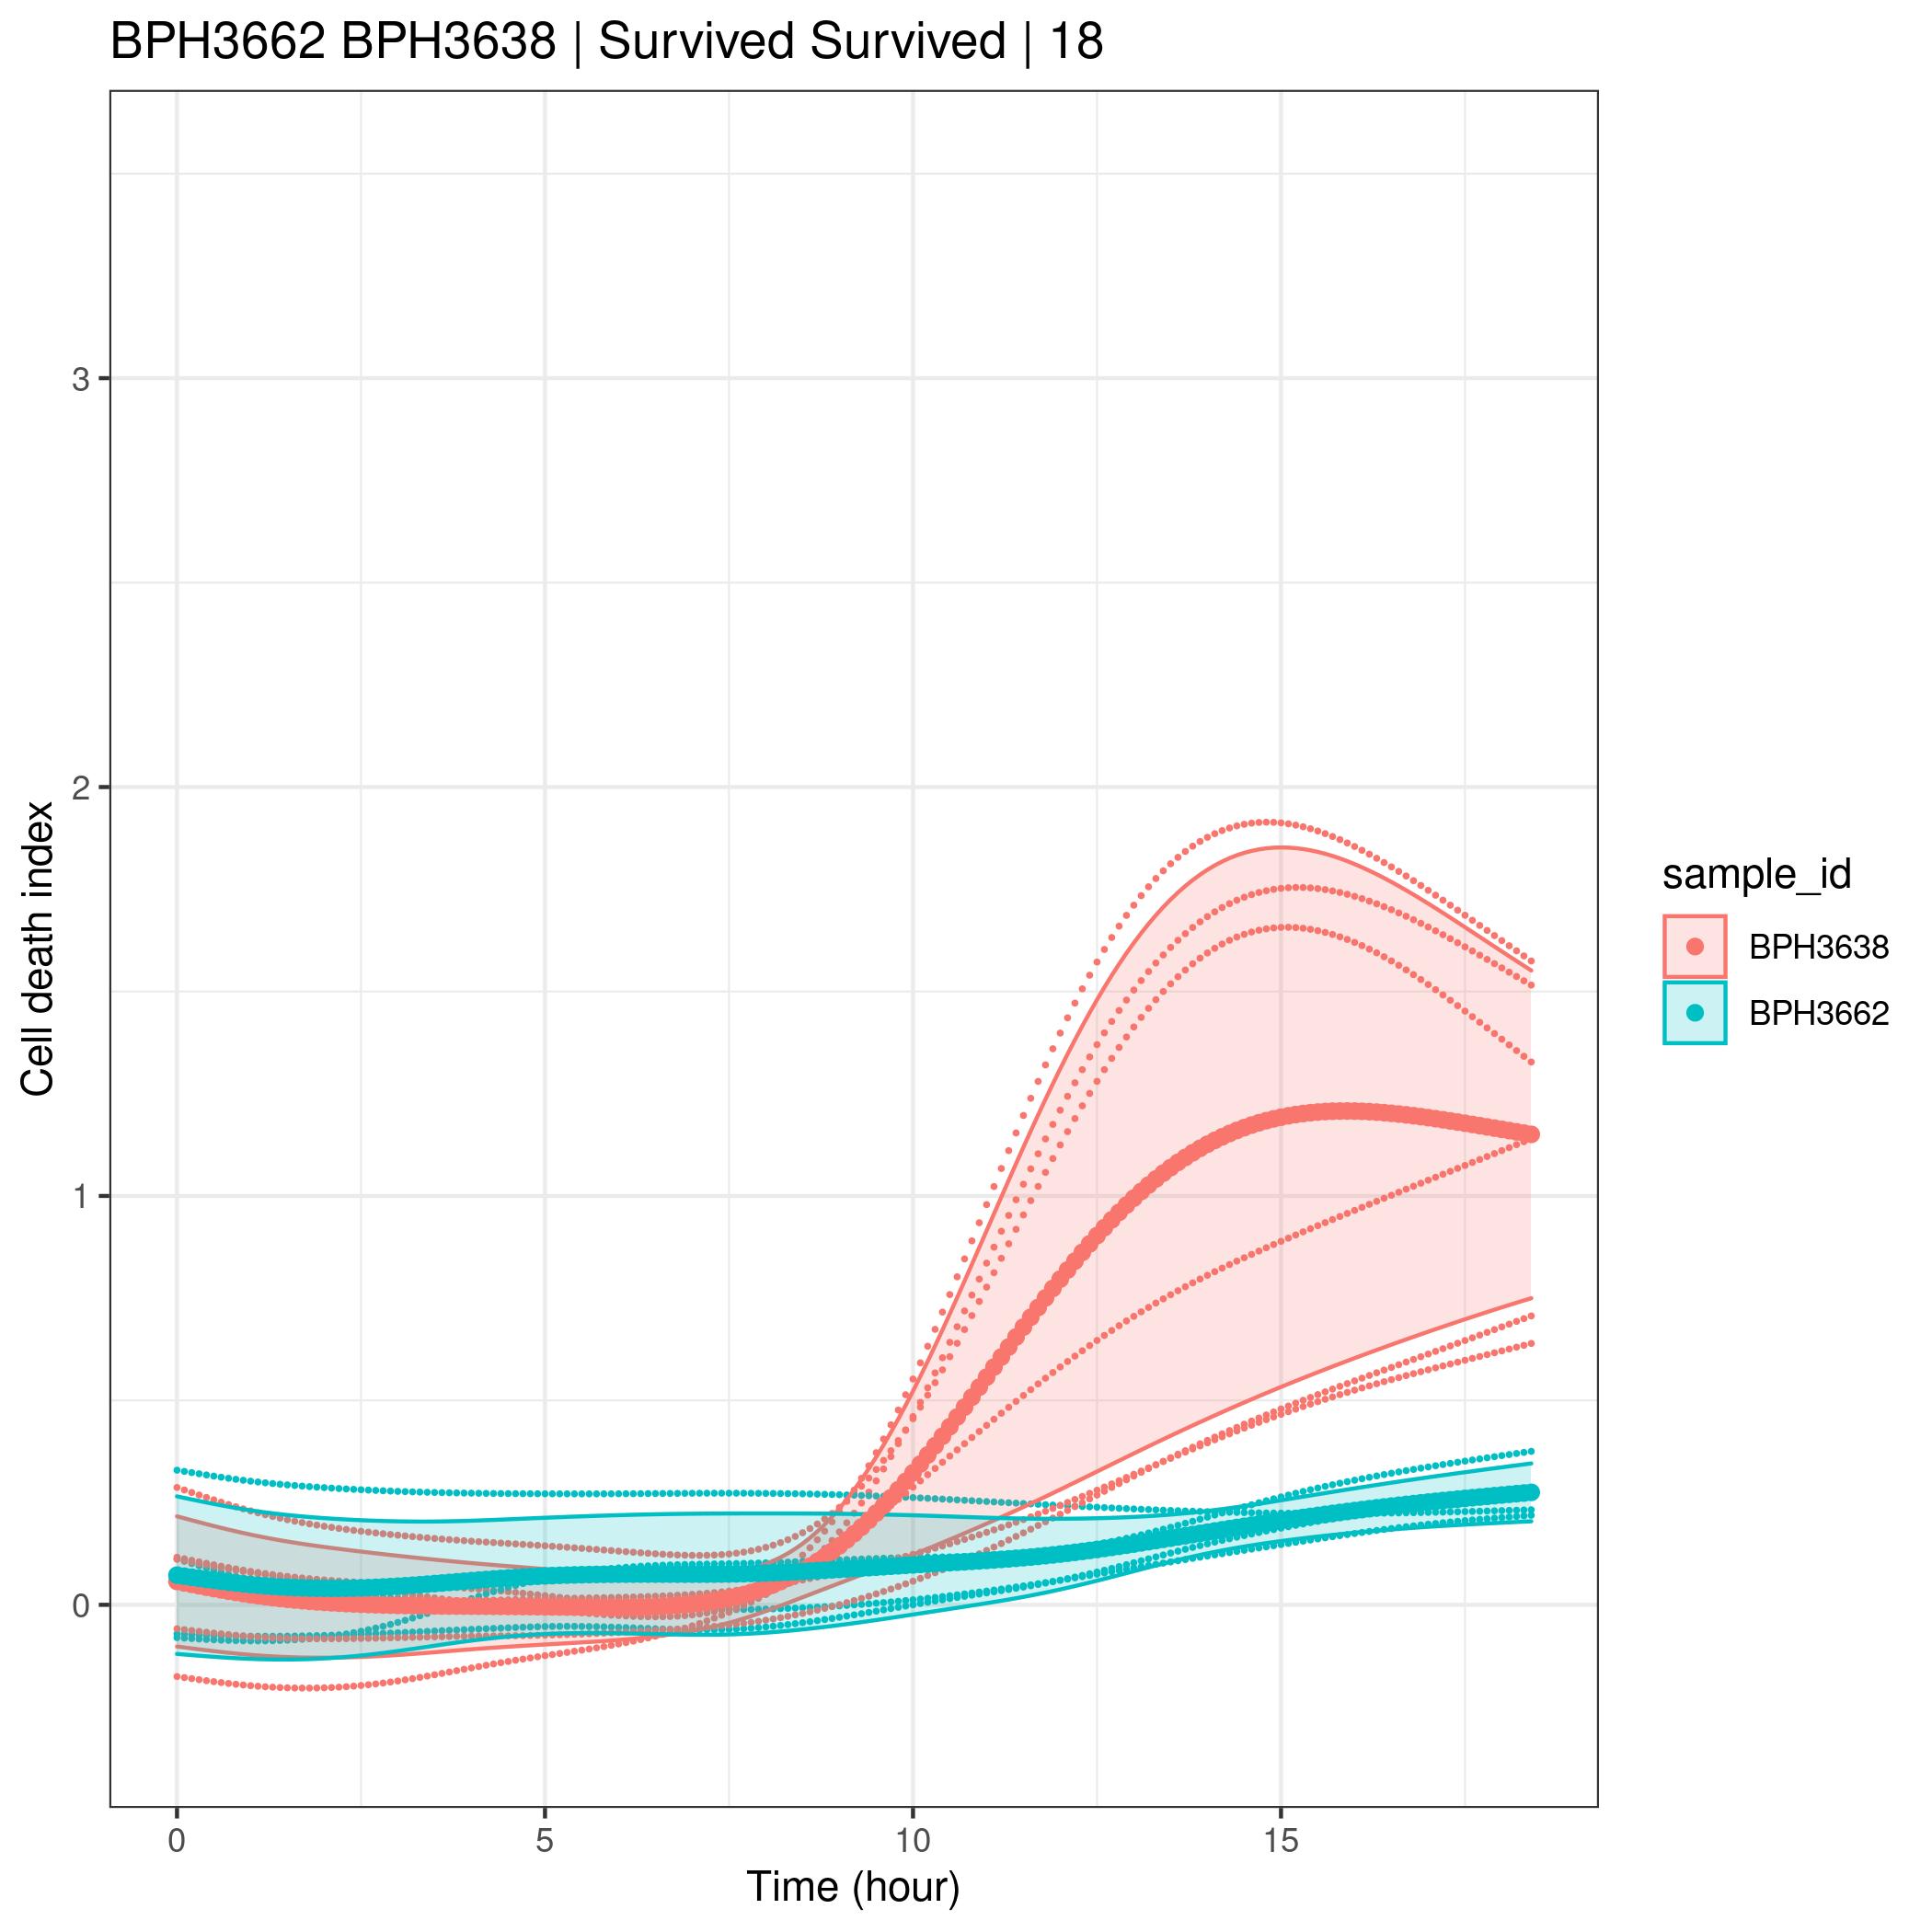 BPH3662 BPH3638 | Survived Survived | 18
3
2
1
0
Cell death index
0 5 10 15
Time (hour)
sample_id
BPH3638
BPH3662